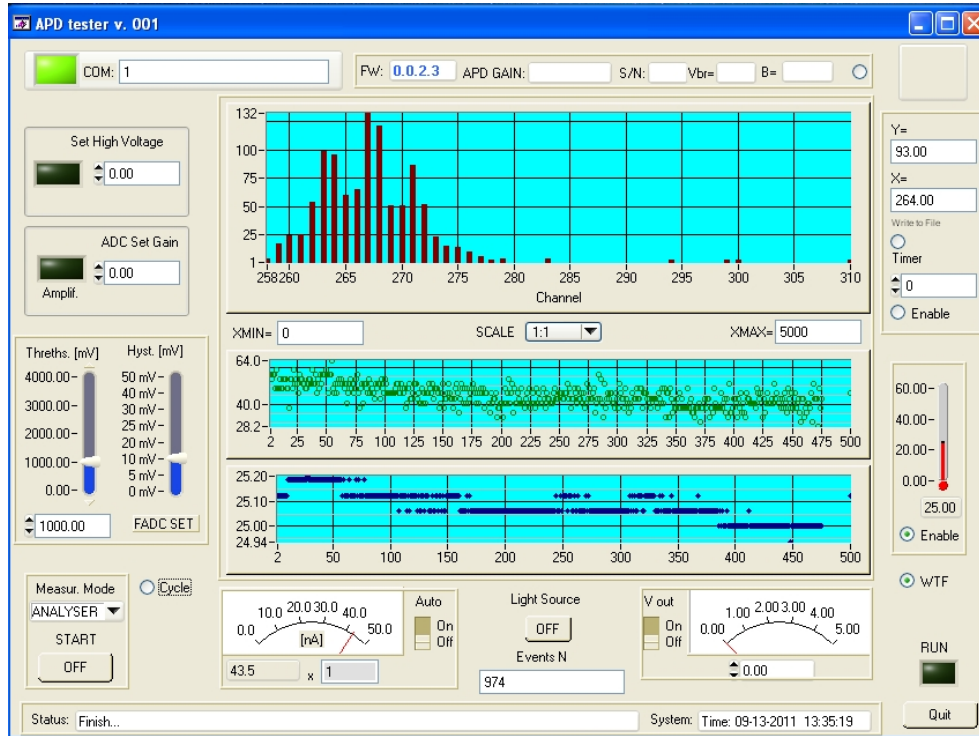 APD tester v. 001
COM: 1
FW: 0.0.2.3 APD GAIN: S/N: Vbr= B=
Set High Voltage
0.00
ADC Set Gain
0.00
Amplif.
132
100
75
50
25
1
258 260 265 270 275 280 285 290 295 300 305 310
Channel
Y=
93.00
X=
264.00
Write to File
Timer
0
Enable
XMIN= 0 SCALE 1:1 XMAX= 5000
Threths. [mV] Hyst. [mV]
4000.00 50 mV
3000.00 40 mV
30 mV
2000.00 25 mV
20 mV
1000.00 10 mV
5 mV
0.00 0 mV
1000.00 FADC SET
64.0
40.0
28.2
2 25 50 75 100 125 150 175 200 225 250 275 300 325 350 375 400 425 450 475 500
25.20
25.10
25.00
24.94
2 50 100 150 200 250 300 350 400 450 500
60.00
40.00
20.00
0.00
25.00
Enable
WTF
Measur. Mode
ANALYSER
START
OFF
Cycle
0.0 10.0 20.0 30.0 40.0 50.0
[nA]
43.5 x 1
Auto
On
Off
Light Source
OFF
Events N
974
V out
On
Off
0.00 1.00 2.00 3.00 4.00 5.00
0.00
RUN
Quit
Status: Finish... System: Time: 09-13-2011 13:35:19